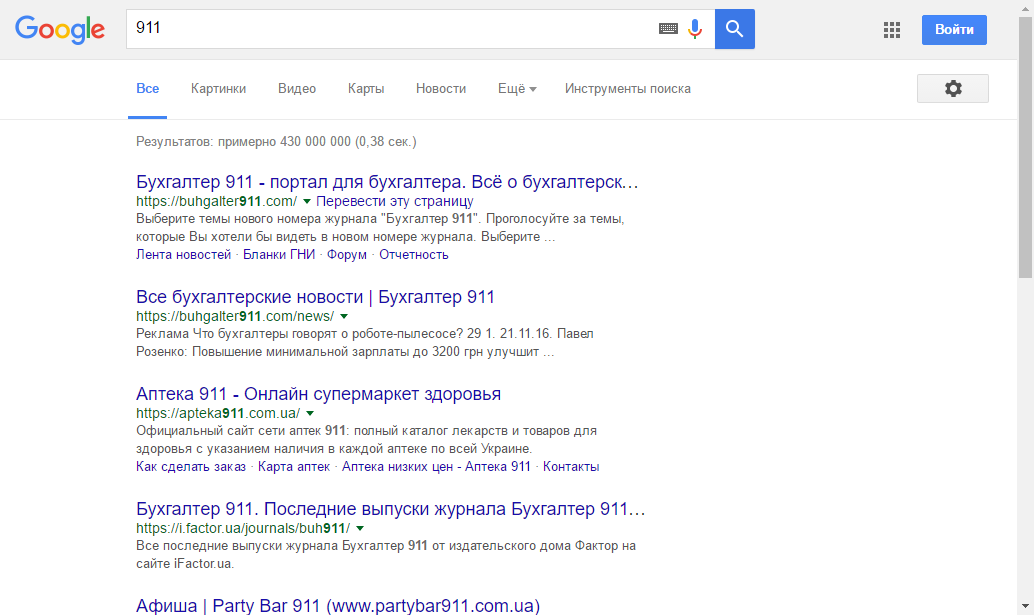 Google
911
Войти
Все Картинки Видео Карты Новости Ещё Инструменты поиска
Результатов: примерно 430 000 000 (0,38 сек.)
Бухгалтер 911 - портал для бухгалтера. Всё о бухгалтерск...
https://buhgalter911.com/ Перевести эту страницу
Выберите темы нового номера журнала "Бухгалтер 911". Проголосуйте за темы,
которые Вы хотели бы видеть в новом номере журнала. Выберите ...
Лента новостей · Бланки ГНИ · Форум · Отчетность
Все бухгалтерские новости | Бухгалтер 911
https://buhgalter911.com/news/
Реклама Что бухгалтеры говорят о роботе-пылесосе? 29 1. 21.11.16. Павел
Розенко: Повышение минимальной зарплаты до 3200 грн улучшит ...
Аптека 911 - Онлайн супермаркет здоровья
https://apteka911.com.ua/
Официальный сайт сети аптек 911: полный каталог лекарств и товаров для
здоровья с указанием наличия в каждой аптеке по всей Украине.
Как сделать заказ · Карта аптек · Аптека низких цен - Аптека 911 · Контакты
Бухгалтер 911. Последние выпуски журнала Бухгалтер 911...
https://i.factor.ua/journals/buh911/
Все последние выпуски журнала Бухгалтер 911 от издательского дома Фактор на
сайте iFactor.ua.
Афиша | Party Bar 911 (www.partybar911.com.ua)